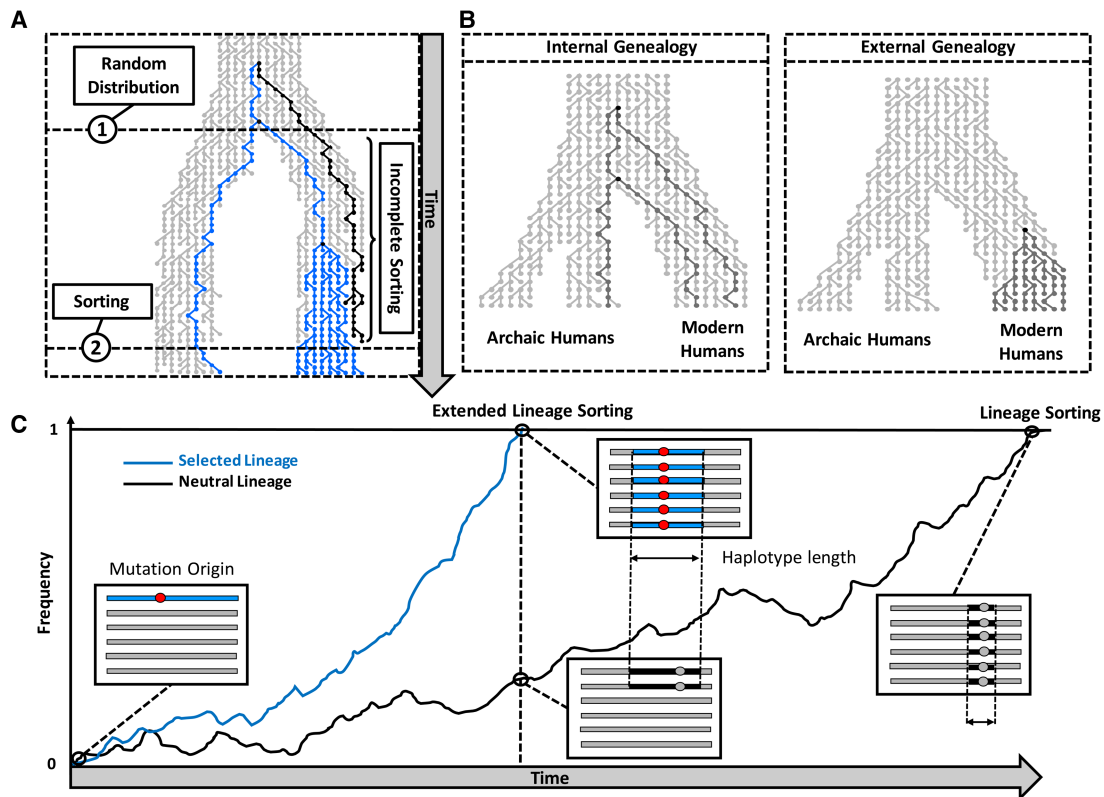 A
Random
Distribution
1
Incomplete Sorting
Sorting
2
Time
B
Internal Genealogy
Archaic Humans
Modern
Humans
External Genealogy
Archaic Humans
Modern
Humans
C
Extended Lineage Sorting
Lineage Sorting
1
Selected Lineage
Neutral Lineage
Mutation Origin
Haplotype length
Frequency
0
Time